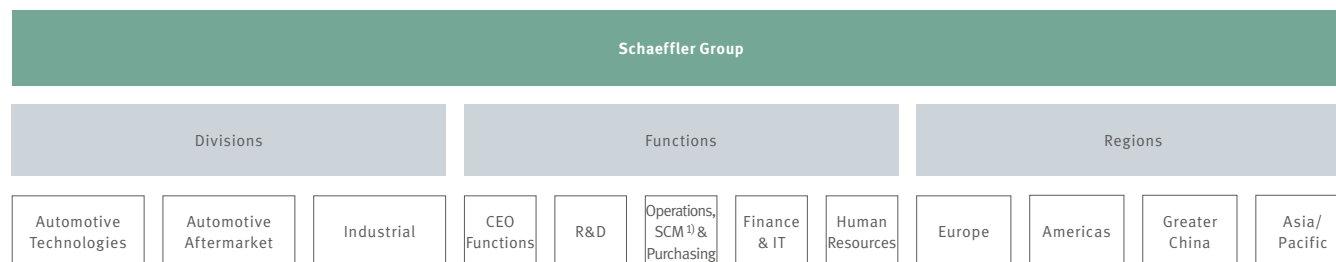 Schaeffler Group
Divisions
Functions
Regions
Automotive
Technologies
Automotive
Aftermarket
Industrial
CEO
Functions
R&D
Operations,
SCM 1) &
Purchasing
Finance
& IT
Human
Resources
Europe
Americas
Greater
China
Asia/
Pacific